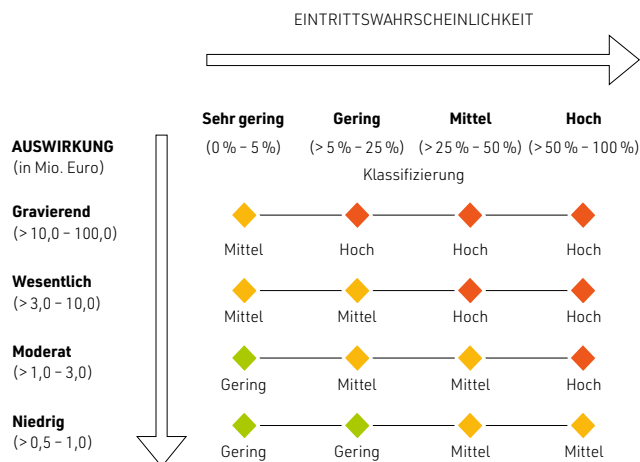 EINTRITTSWAHRSCHEINLICHKEIT
Sehr gering Gering Mittel Hoch
AUSWIRKUNG (0 % – 5 %) (> 5 % – 25 %) (> 25 % – 50 %) (> 50 % – 100 %)
(in Mio. Euro) Klassifizierung
Gravierend
(> 10,0 – 100,0)
Mittel Hoch Hoch Hoch
Wesentlich
(> 3,0 – 10,0)
Mittel Mittel Hoch Hoch
Moderat
(> 1,0 – 3,0)
Gering Mittel Mittel Hoch
Niedrig
(> 0,5 – 1,0)
Gering Gering Mittel Mittel